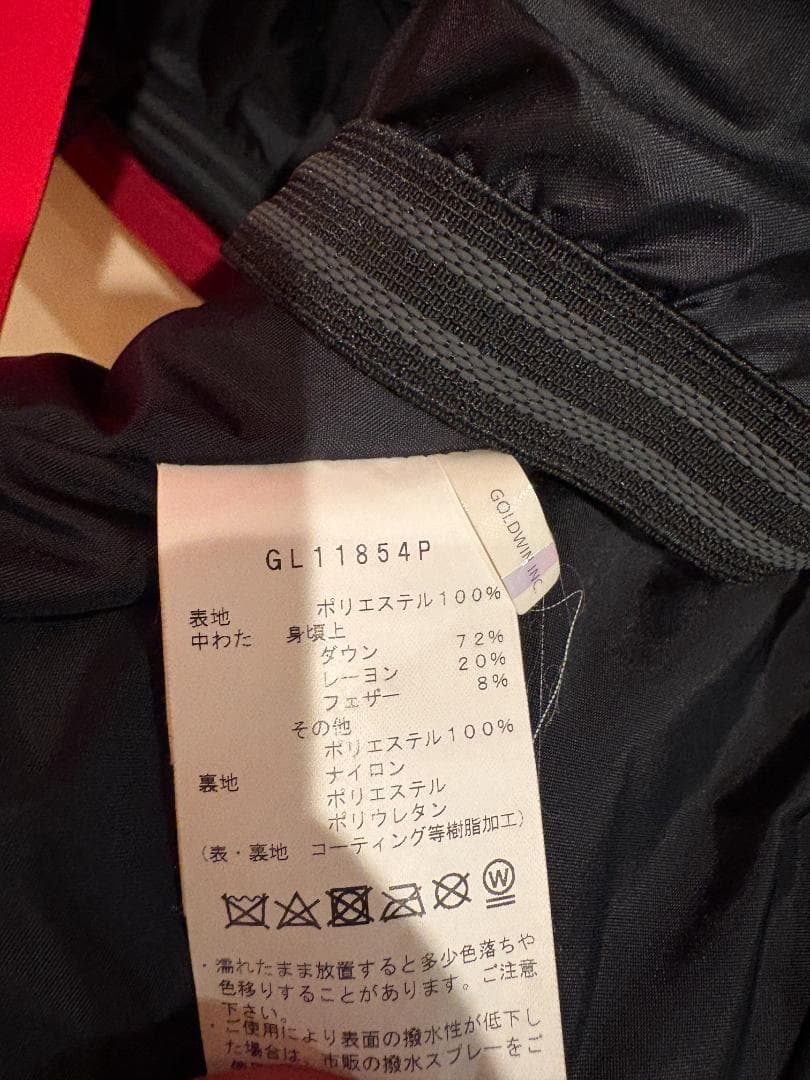 GOLDWIN INC.
GL11854P
表地 ポリエステル100%
中わた 身頃上
ダウン 72%
レーヨン 20%
フェザー 8%
その他
ポリエステル100%
裏地 ナイロン
ポリエステル
ポリウレタン
(表・裏地 コーティング等樹脂加工)
W
・濡れたまま放置すると多少色落ちや
色移りすることがあります。ご注意
下さい。
・ご使用により表面の撥水性が低下し
た場合は、市販の撥水スプレーをご